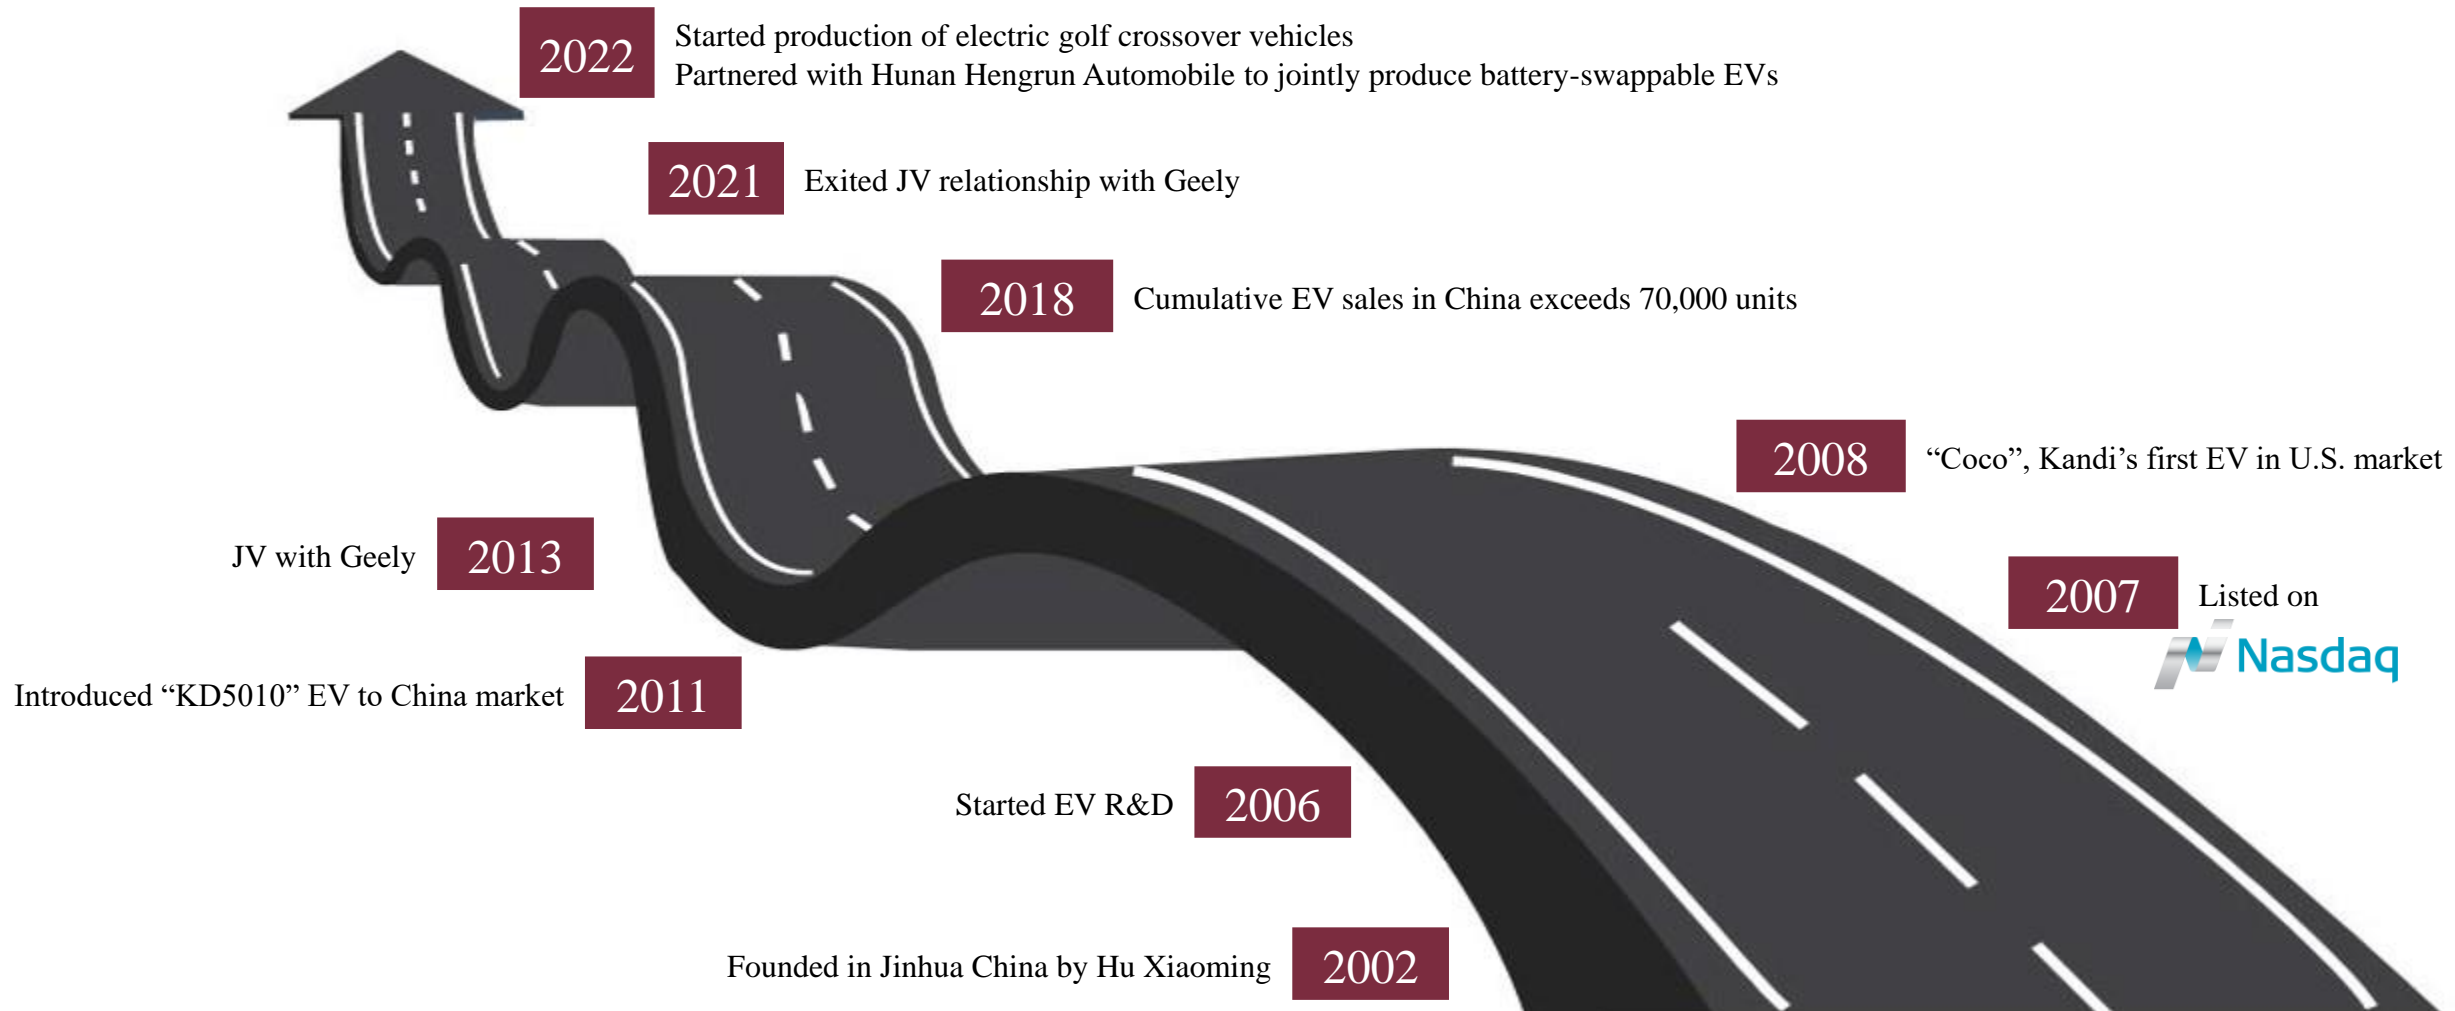 2022
Started production of electric golf crossover vehicles
Partnered with Hunan Hengrun Automobile to jointly produce battery-swappable EVs
2021
Exited JV relationship with Geely
2018
Cumulative EV sales in China exceeds 70,000 units
2008
“Coco”, Kandi’s first EV in U.S. market
JV with Geely
2013
2007
Listed on
Nasdaq
Introduced “KD5010” EV to China market
2011
Started EV R&D
2006
Founded in Jinhua China by Hu Xiaoming
2002